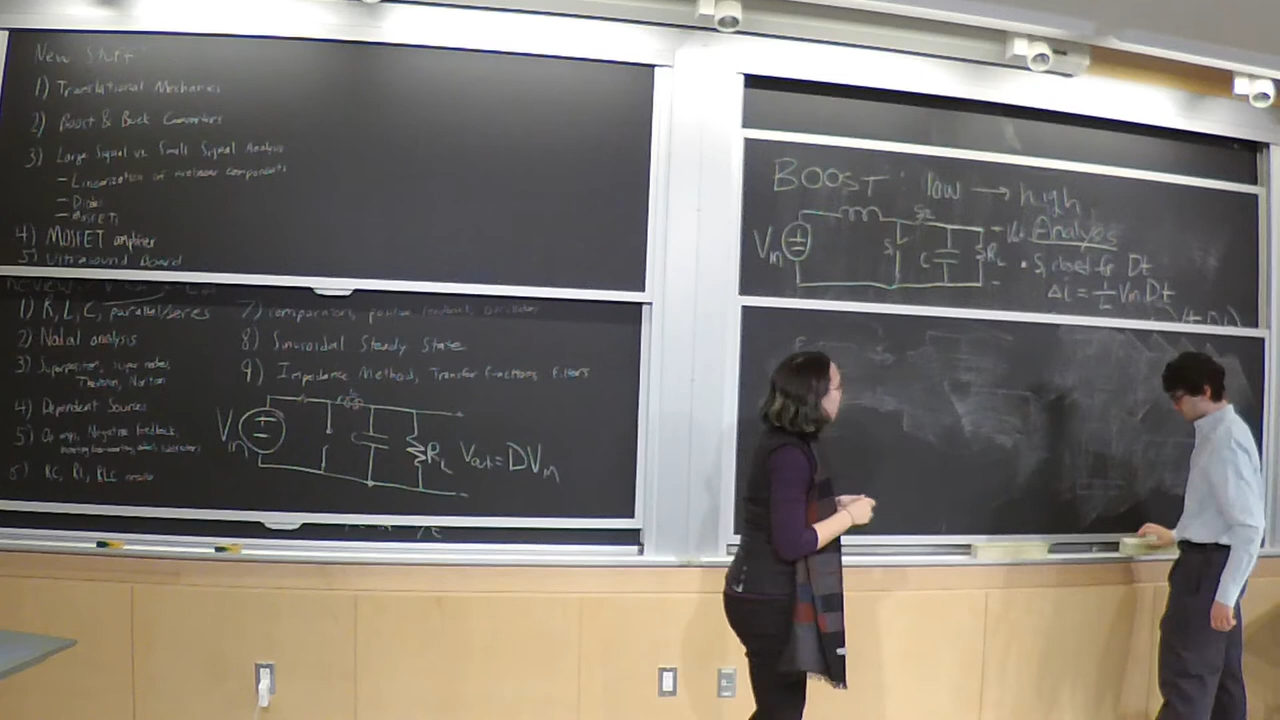 New Stuff
1) Translational Mechanics
2) Boost & Buck Converters
3) Large Signal vs Small Signal Analysis
- Linearization of nonlinear components
- Diodes
- MOSFETs
4) MOSFET amplifier
5) Ultrasound Board
1) R, L, C, parallel/series
2) Nodal analysis
3) Superposition, super nodes,
Thevenin, Norton
4) Dependent Sources
5) Op amps, Negative feedback,
6) RC, RL, RLC circuits
7) comparators, positive feedback, oscillators
8) Sinusoidal Steady State
9) Impedance Method, Transfer functions, Filters
Vin
RL
Vout = DVin
BOOST: low → high
Vin
S1
S2
C
RL
Analysis
• S1 closed for Dt
Δi = 1/L Vin Dt